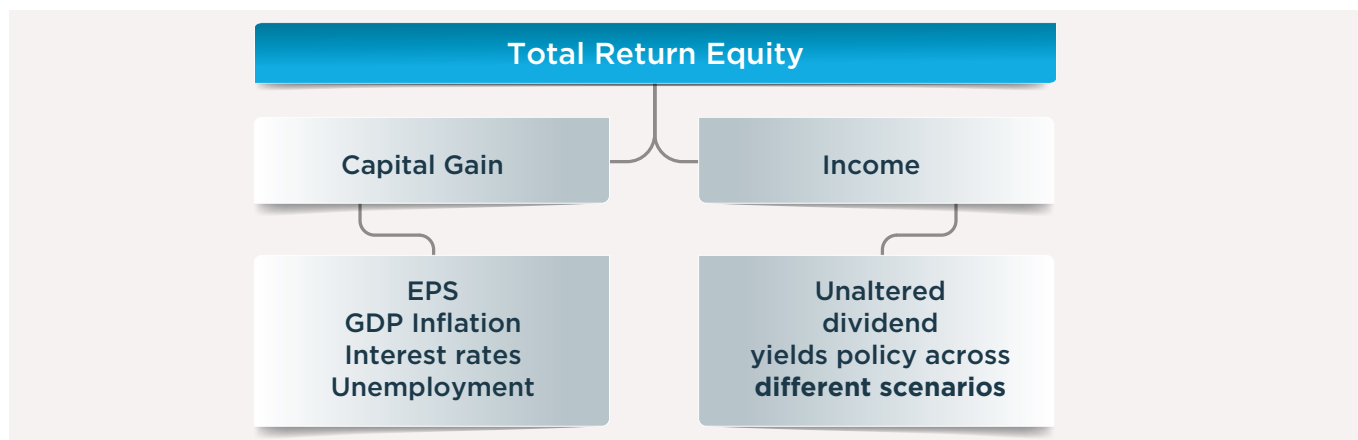 Total Return Equity
Capital Gain
Income
EPS
GDP Inflation
Interest rates
Unemployment
Unaltered
dividend
yields policy across
different scenarios